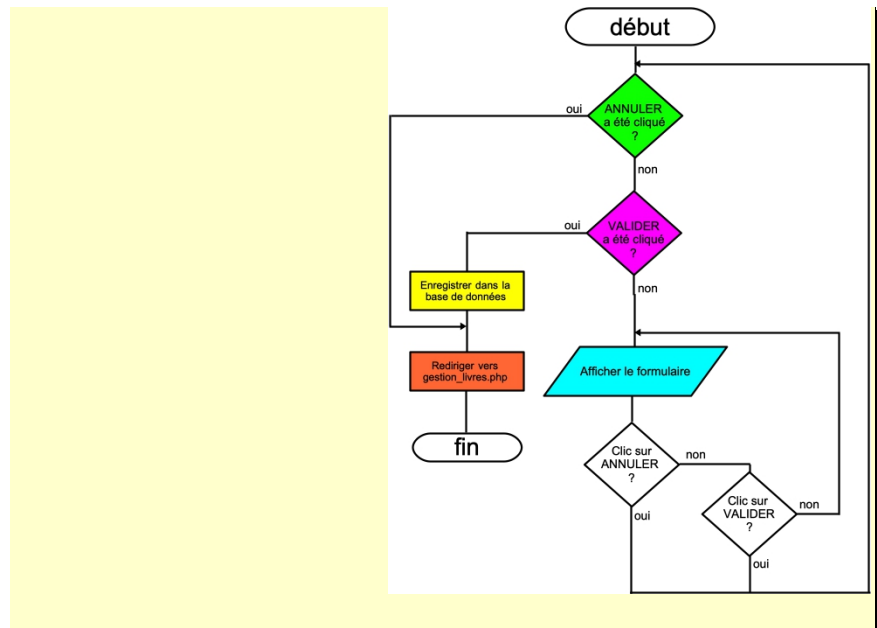 début
oui
ANNULER
a été cliqué
?
non
oui
VALIDER
a été cliqué
?
non
Enregistrer dans la
base de données
Rediriger vers
gestion_livres.php
Afficher le formulaire
fin
Clic sur
ANNULER
?
non
oui
Clic sur
VALIDER
?
non
oui